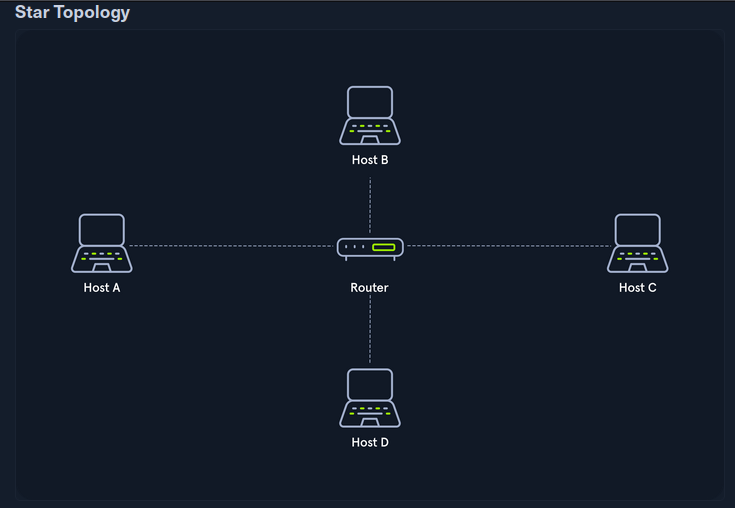 Star Topology
Host B
Host A
Router
Host C
Host D